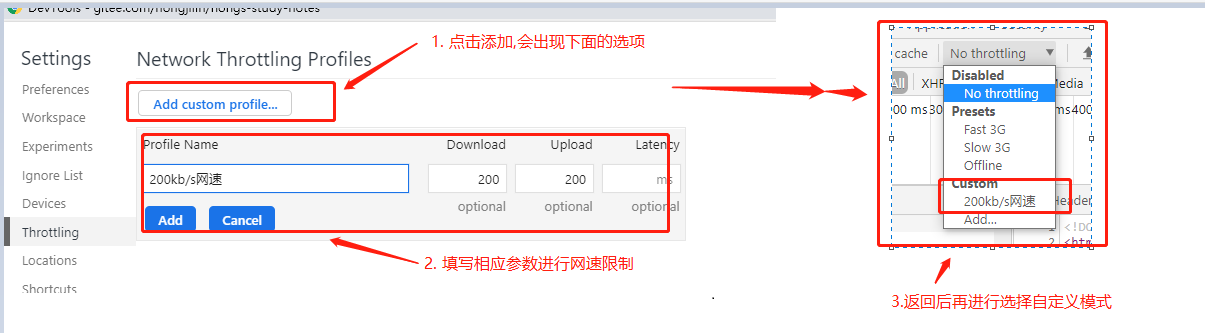 DevTools - gitee.com/hongjilin/hongs-study-notes
Settings
Preferences
Workspace
Experiments
Ignore List
Devices
Throttling
Locations
Shortcuts
Network Throttling Profiles
Add custom profile...
1. 点击添加,会出现下面的选项
Profile Name Download Upload Latency
200kb/s网速 200 200 ms
optional optional optional
Add Cancel
2. 填写相应参数进行网速限制
cache No throttling
All XHR Media
Disabled
No throttling
00 ms 30 ms 400
Presets
Fast 3G
Slow 3G
Offline
Custom
200kb/s网速 Header
Add...
1 <!DO
2 <htm
3.返回后再进行选择自定义模式